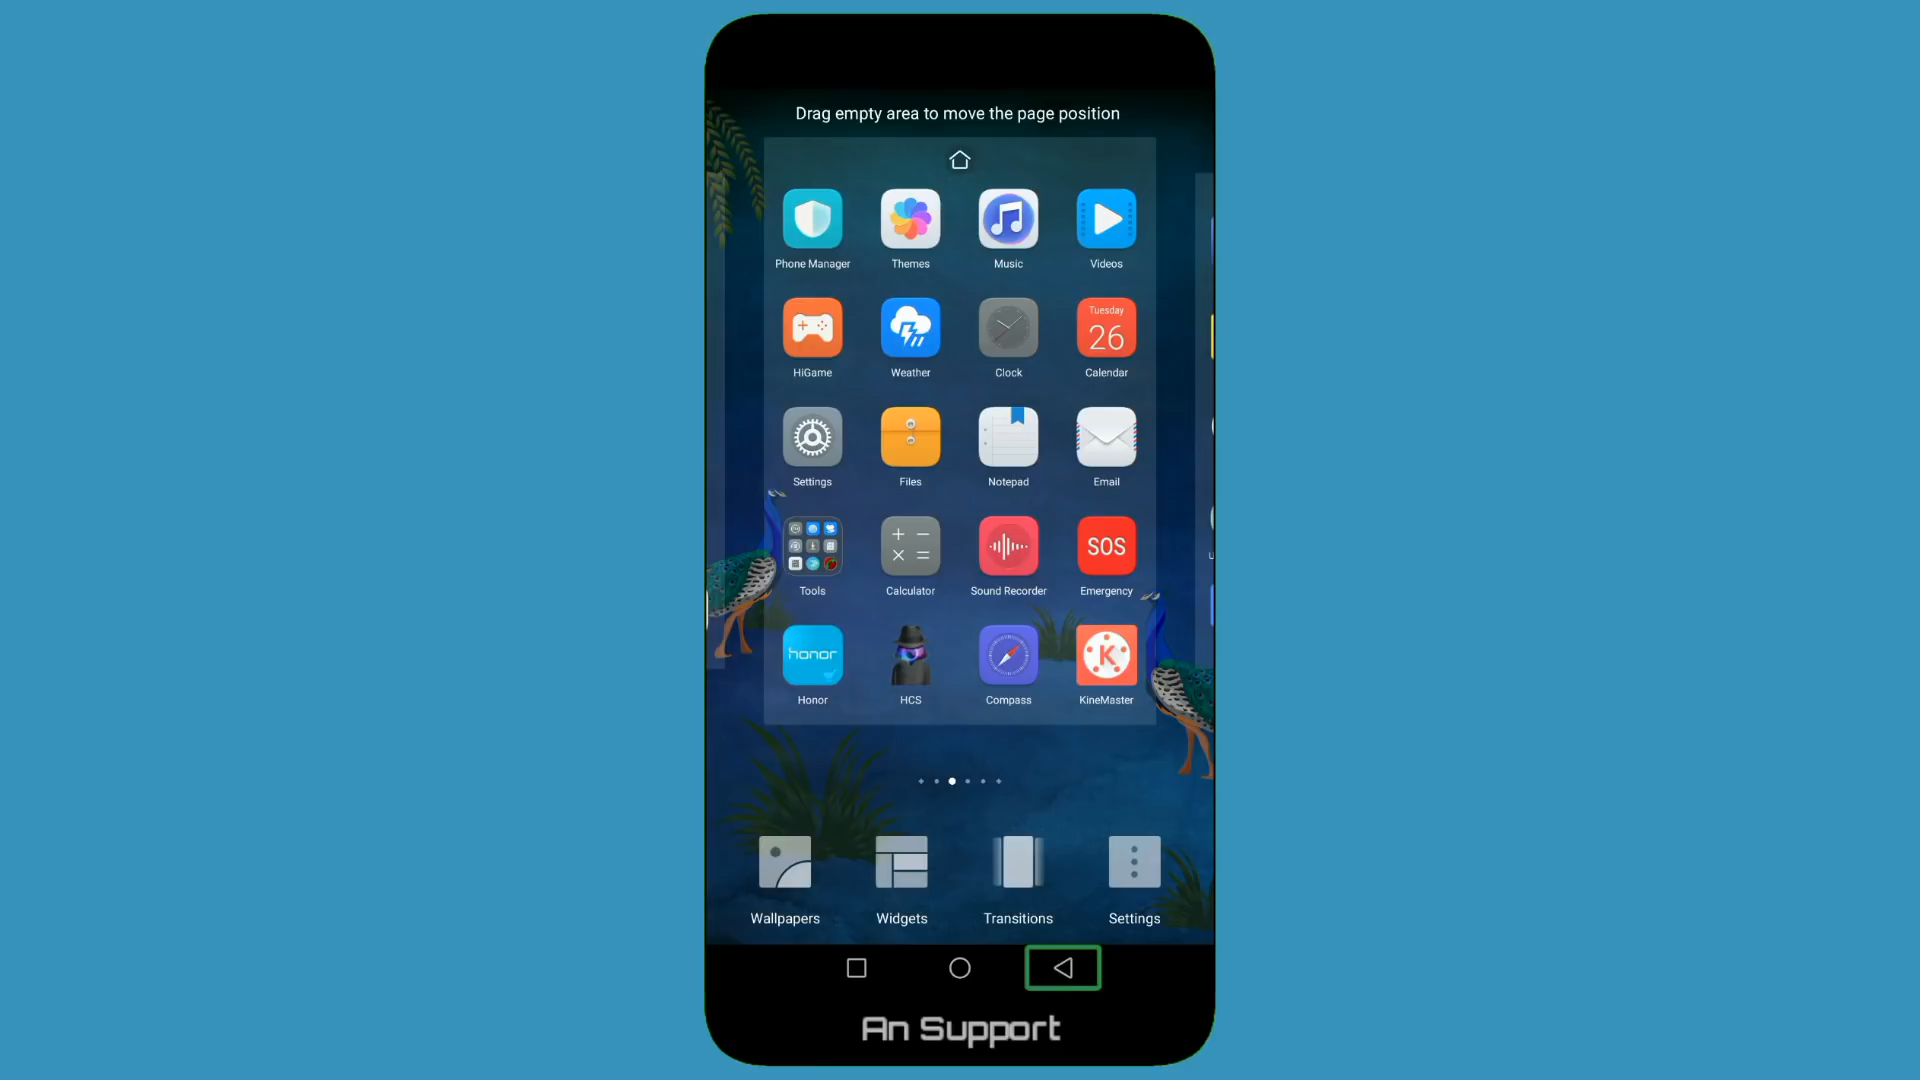 Drag empty area to move the page position
Phone Manager
Themes
Music
Videos
Tuesday
26
HiGame
Weather
Clock
Calendar
Settings
Files
Notepad
Email
SOS
Tools
Calculator
Sound Recorder
Emergency
honor
K
Honor
HCS
Compass
KineMaster
Wallpapers
Widgets
Transitions
Settings
An Support